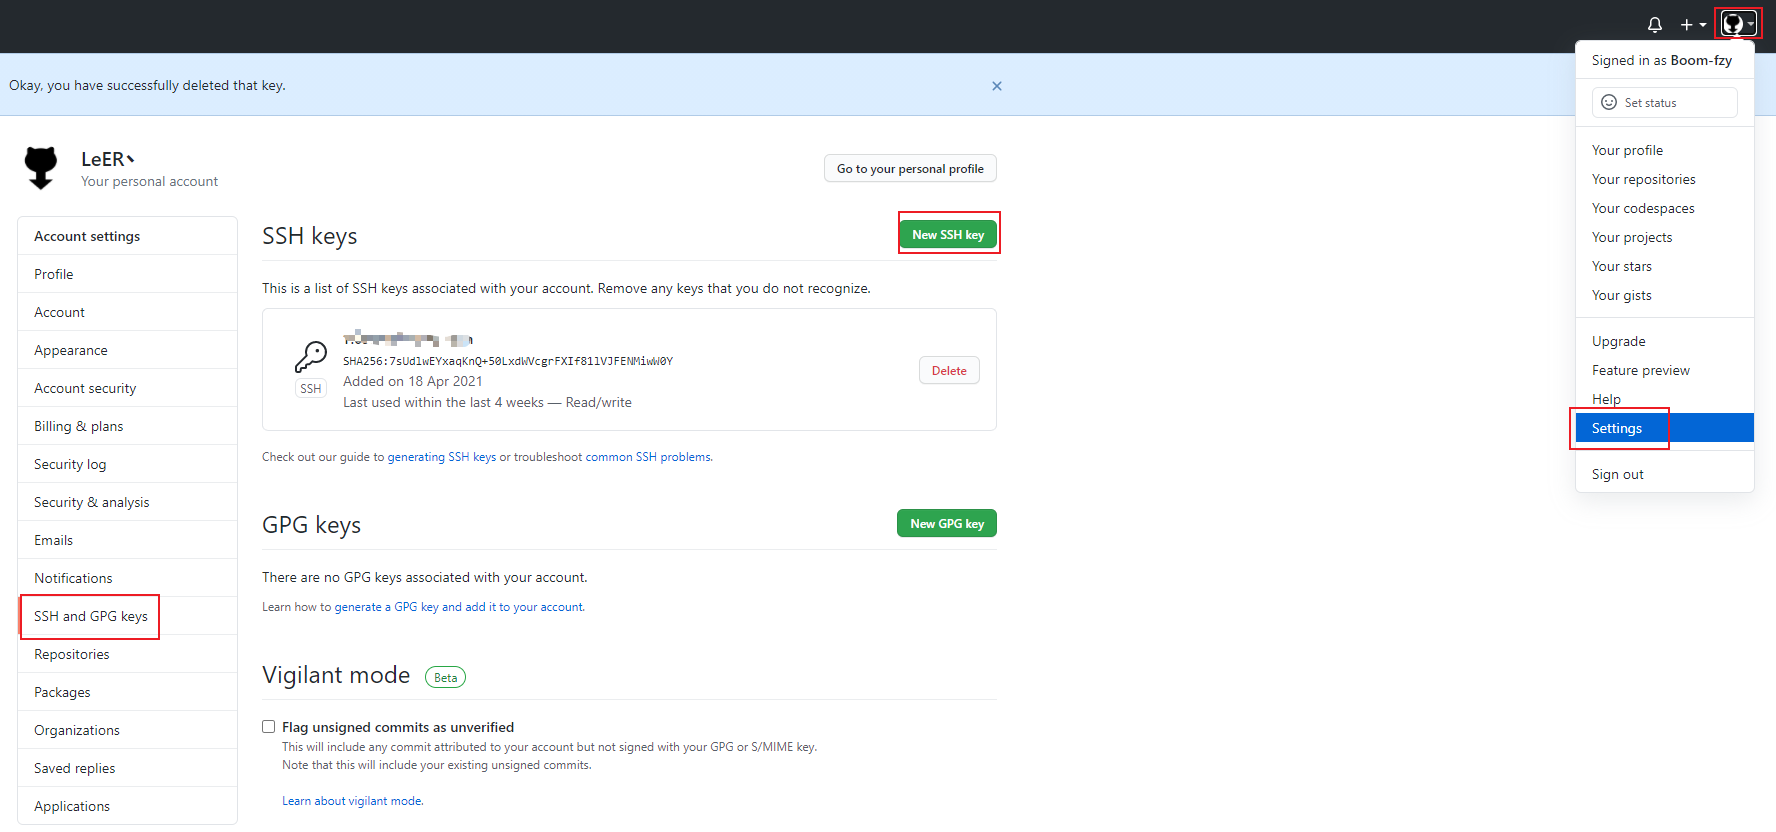 Signed in as Boom-fzy
Set status
Your profile
Your repositories
Your codespaces
Your projects
Your stars
Your gists
Upgrade
Feature preview
Help
Settings
Sign out
Okay, you have successfully deleted that key.
LeER丶
Your personal account
Go to your personal profile
Account settings
Profile
Account
Appearance
Account security
Billing & plans
Security log
Security & analysis
Emails
Notifications
SSH and GPG keys
Repositories
Packages
Organizations
Saved replies
Applications
SSH keys
New SSH key
This is a list of SSH keys associated with your account. Remove any keys that you do not recognize.
SHA256:7sUdlwEYxaqKnQ+50LxdWVcgrFXIf81lVJFENMiwW0Y
SSH
Added on 18 Apr 2021
Last used within the last 4 weeks — Read/write
Delete
Check out our guide to generating SSH keys or troubleshoot common SSH problems.
GPG keys
New GPG key
There are no GPG keys associated with your account.
Learn how to generate a GPG key and add it to your account.
Vigilant mode Beta
Flag unsigned commits as unverified
This will include any commit attributed to your account but not signed with your GPG or S/MIME key.
Note that this will include your existing unsigned commits.
Learn about vigilant mode.